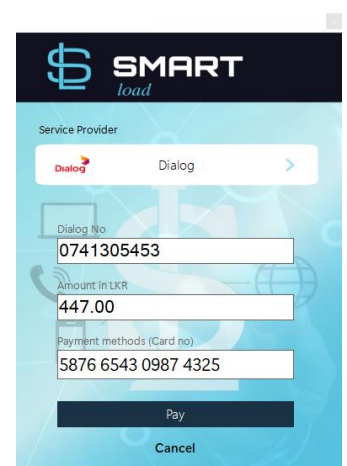 SMART
load
Service Provider
Dialog Dialog
Dialog No
0741305453
Amount in LKR
447.00
Payment methods (Card no)
5876 6543 0987 4325
Pay
Cancel